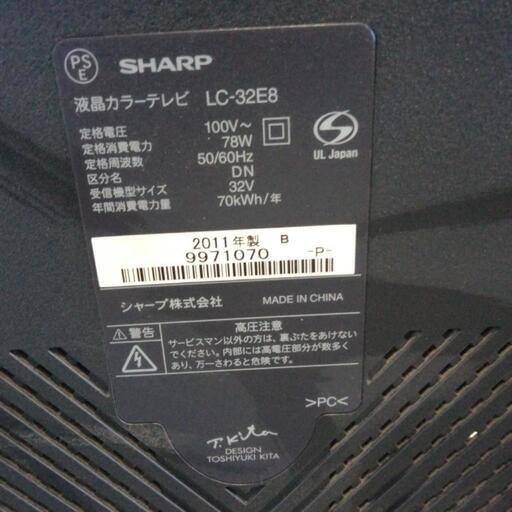 PS
E
SHARP
液晶カラーテレビ LC-32E8
定格電圧 100V~
定格消費電力 78W
定格周波数 50/60Hz
区分名 DN
受信機型サイズ 32V
年間消費電力量 70kWh/年
S
UL Japan
2011年製 B
9971070 -P-
シャープ株式会社 MADE IN CHINA
警告 高圧注意
サービスマン以外の方は、裏ぶたをあけない
でください。内部には高電圧部分が数多く
あり、万一さわると危険です。
>PC<
T.Kita
DESIGN
TOSHIYUKI KITA